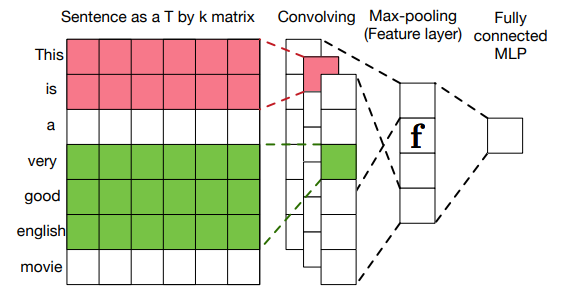 Sentence as a T by k matrix
Convolving
Max-pooling
(Feature layer)
Fully
connected
MLP
This
is
a
very
good
english
movie
f